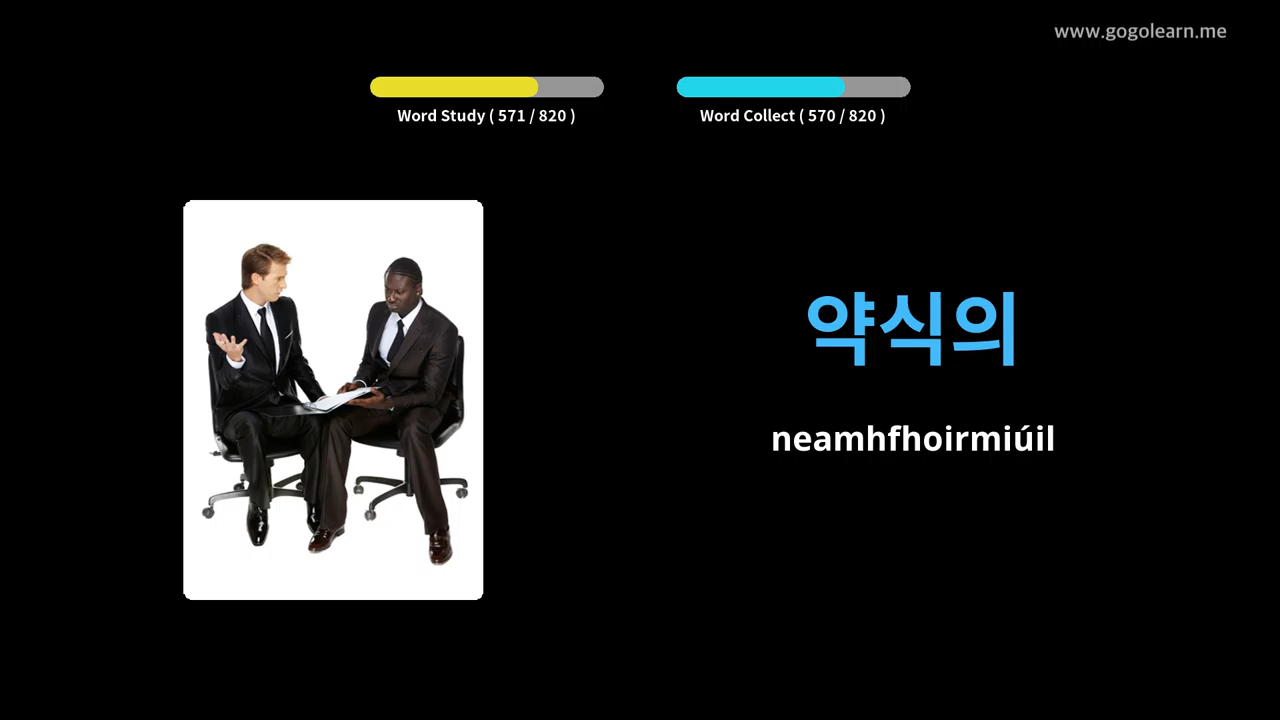 www.gogolearn.me
Word Study ( 571 / 820 )
Word Collect ( 570 / 820 )
약식의
neamhfhoirmiúil